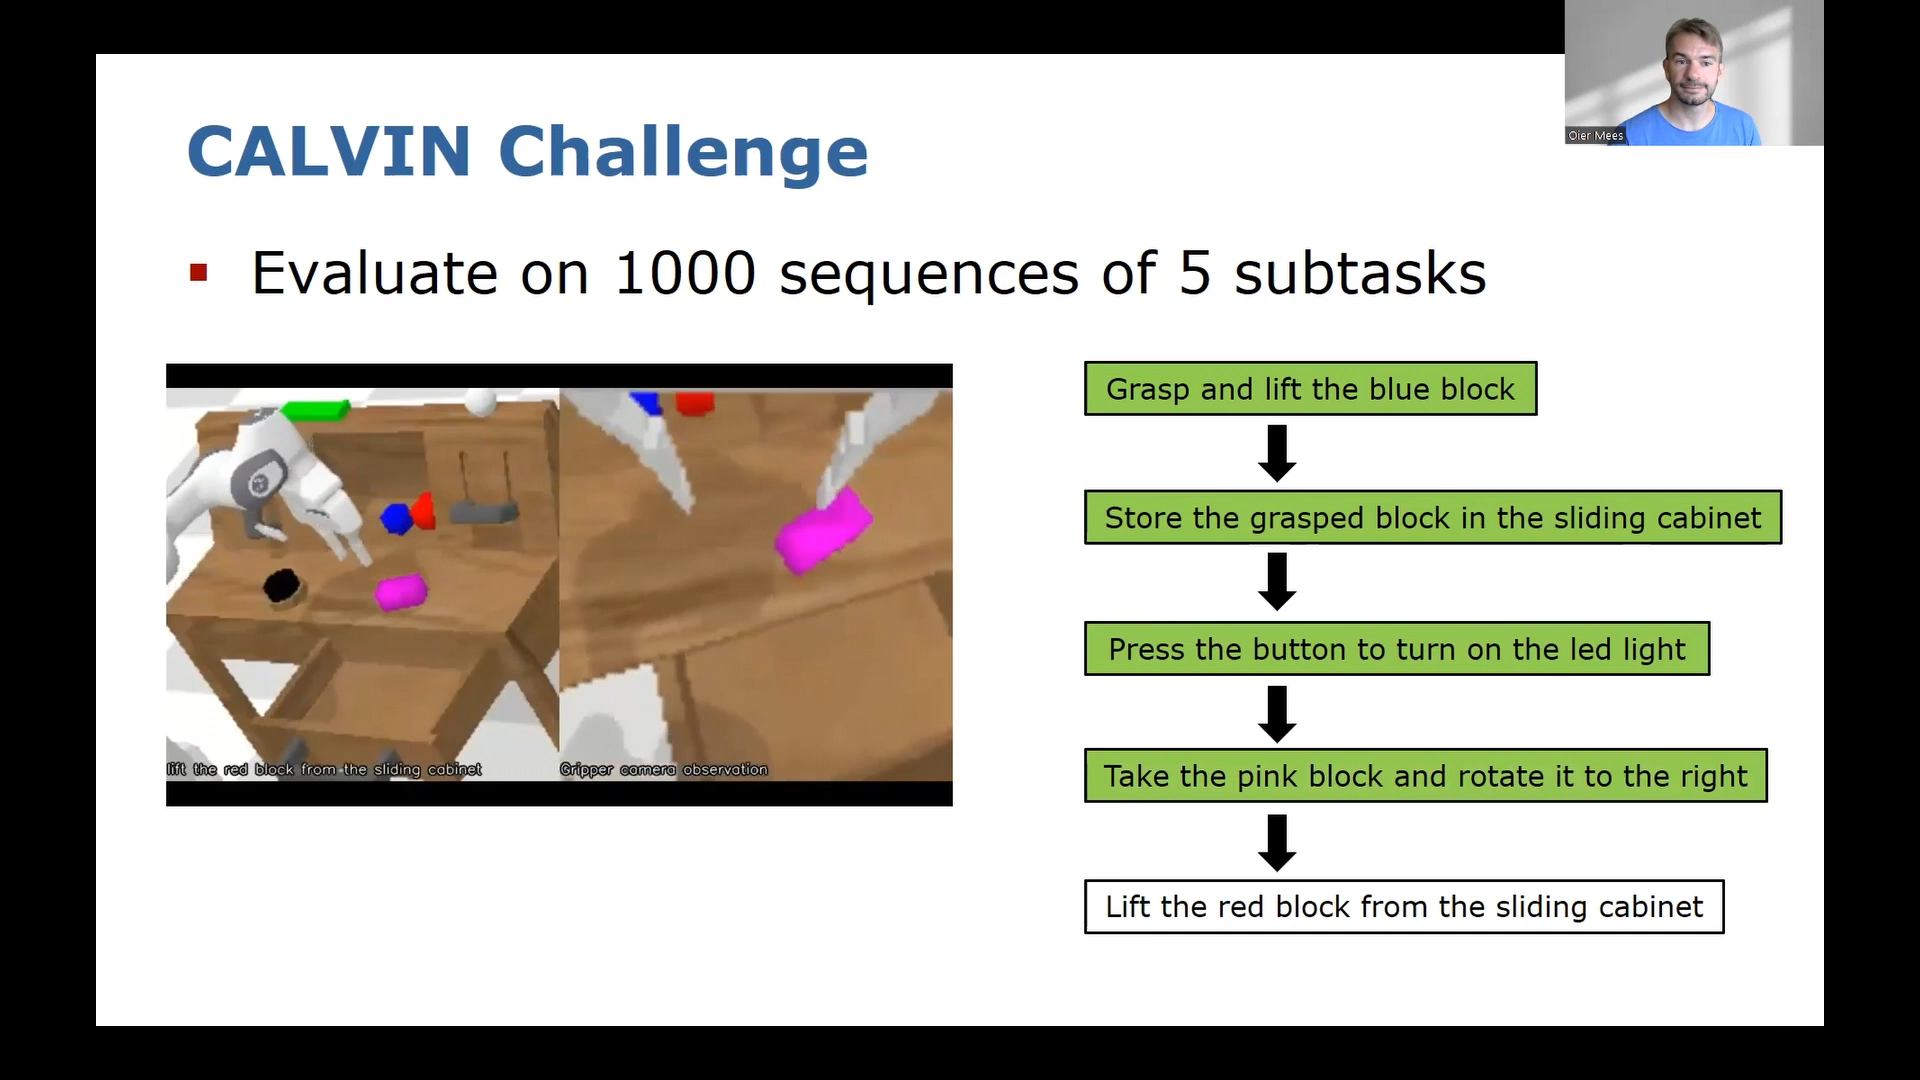 Oier Mees
CALVIN Challenge
Evaluate on 1000 sequences of 5 subtasks
lift the red block from the sliding cabinet
Gripper camera observation
Grasp and lift the blue block
Store the grasped block in the sliding cabinet
Press the button to turn on the led light
Take the pink block and rotate it to the right
Lift the red block from the sliding cabinet